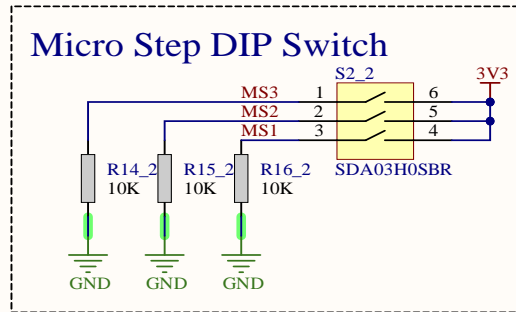 Micro Step DIP Switch
S2_2
3V3
MS3 1 6
MS2 2 5
MS1 3 4
SDA03H0SBR
R14_2 R15_2 R16_2
10K 10K 10K
GND GND GND